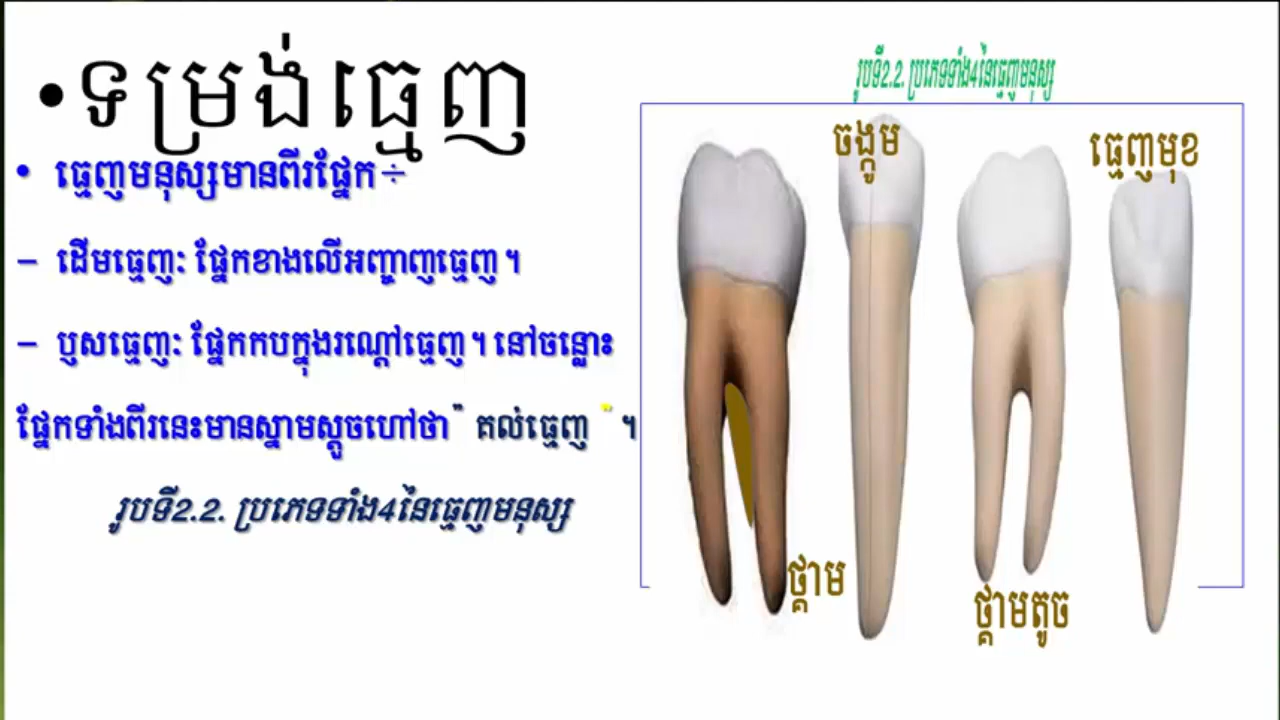 •ទម្រង់ធ្មេញ
• ធ្មេញមនុស្សមានពីរផ្នែក÷
– ដើមធ្មេញ: ផ្នែកខាងលើអញ្ចាញធ្មេញ។
– ឫសធ្មេញ: ផ្នែកកបក្នុងរណ្ដៅធ្មេញ។ នៅចន្លោះ
ផ្នែកទាំងពីរនេះមានស្នាមស្ដួចហៅថា " គល់ធ្មេញ " ។
រូបទី2.2. ប្រភេទទាំង4នៃធ្មេញមនុស្ស
រូបទី2.2. ប្រភេទទាំង4នៃធ្មេញមនុស្ស
ចង្កូម
ធ្មេញមុខ
ថ្គាម
ថ្គាមតូច